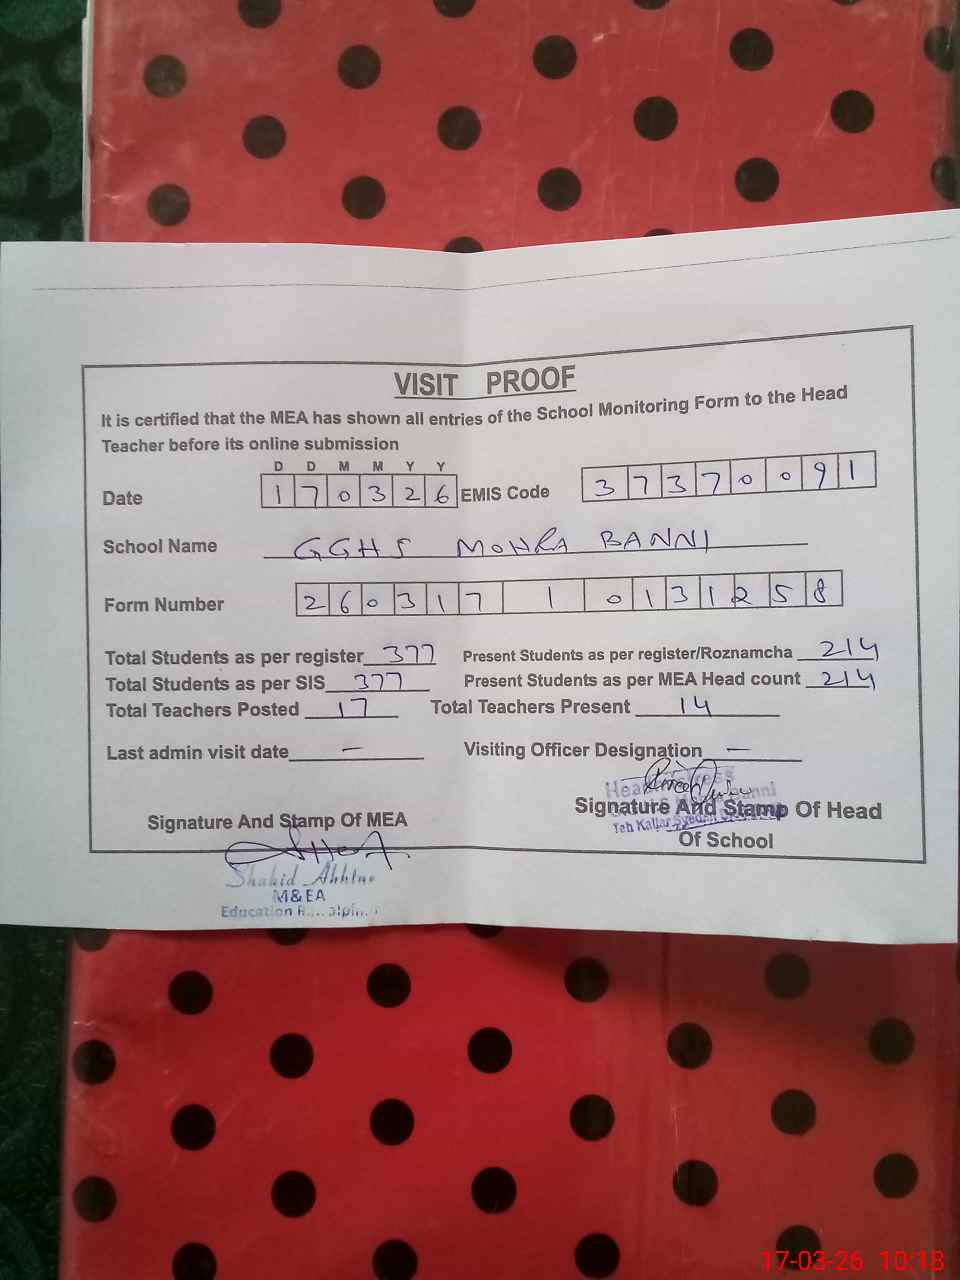 VISIT PROOF
It is certified that the MEA has shown all entries of the School Monitoring Form to the Head
Teacher before its online submission
D D M M Y Y
Date 1 7 0 3 2 6 EMIS Code 3 7 3 7 0 0 9 1
School Name GGHS MOHRA BANNI
Form Number 2 6 0 3 1 7 1 0 1 3 1 2 5 8
Total Students as per register 377 Present Students as per register/Roznamcha 214
Total Students as per SIS 377 Present Students as per MEA Head count 214
Total Teachers Posted 17 Total Teachers Present 14
Last admin visit date — Visiting Officer Designation —
Signature And Stamp Of MEA
Signature And Stamp Of Head
Of School
Teh Kallar Syedan
Shahid Akhtar
M&EA
Education
17-03-26 10:18